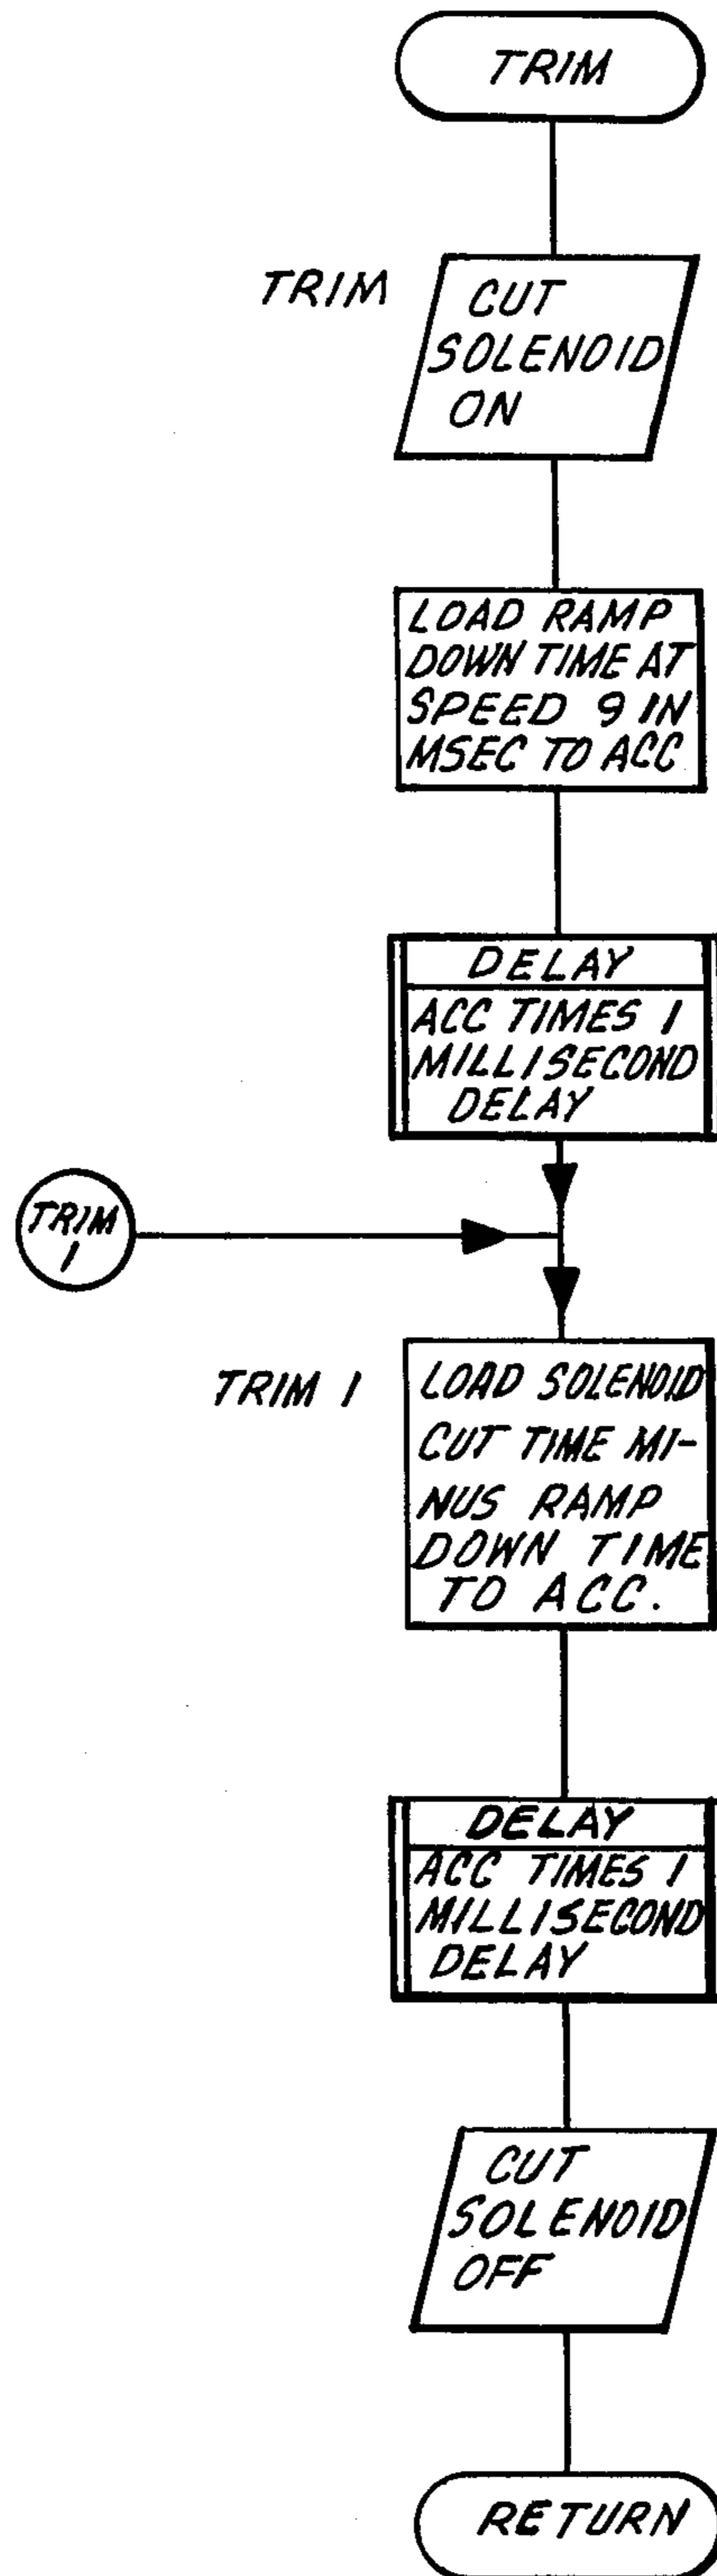 TRIM
TRIM
CUT
SOLENOID
ON
LOAD RAMP
DOWN TIME AT
SPEED 9 IN
MSEC TO ACC
DELAY
ACC TIMES 1
MILLISECOND
DELAY
TRIM
1
TRIM 1
LOAD SOLENOID
CUT TIME MI-
NUS RAMP
DOWN TIME
TO ACC.
DELAY
ACC TIMES 1
MILLISECOND
DELAY
CUT
SOLENOID
OFF
RETURN